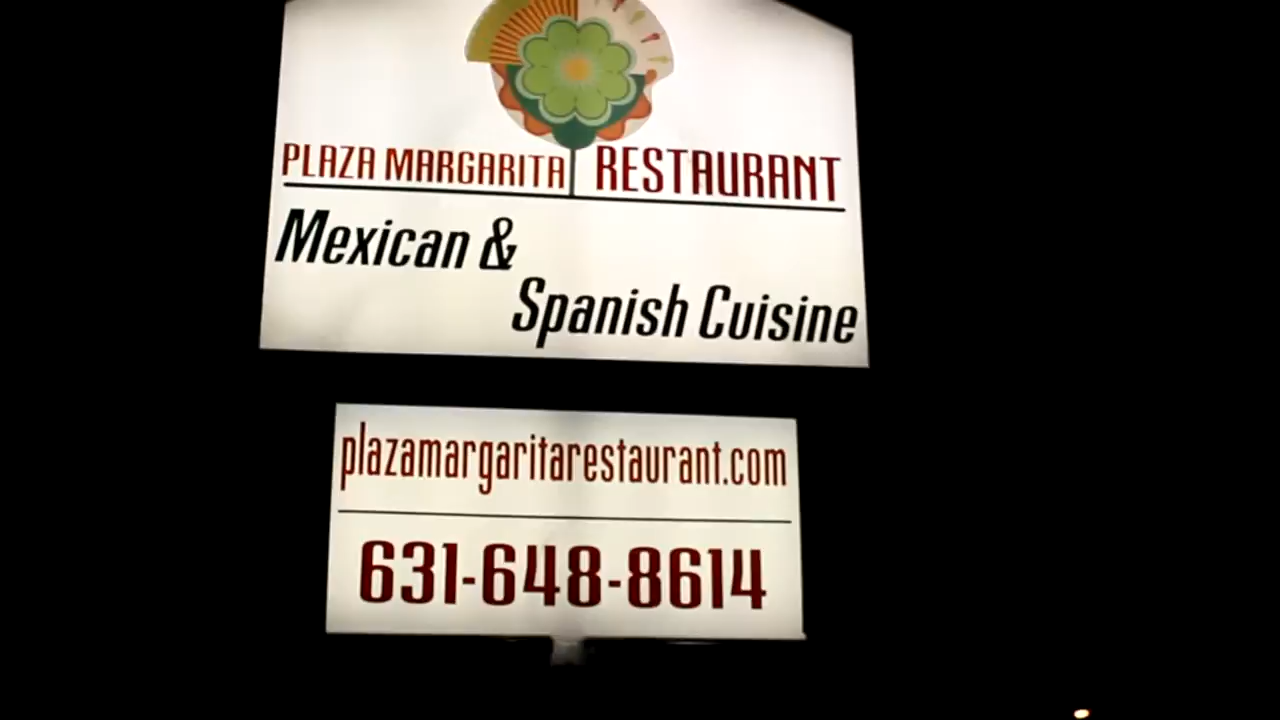 PLAZA MARGARITA RESTAURANT
Mexican &
Spanish Cuisine
plazamargaritarestaurant.com
631-648-8614